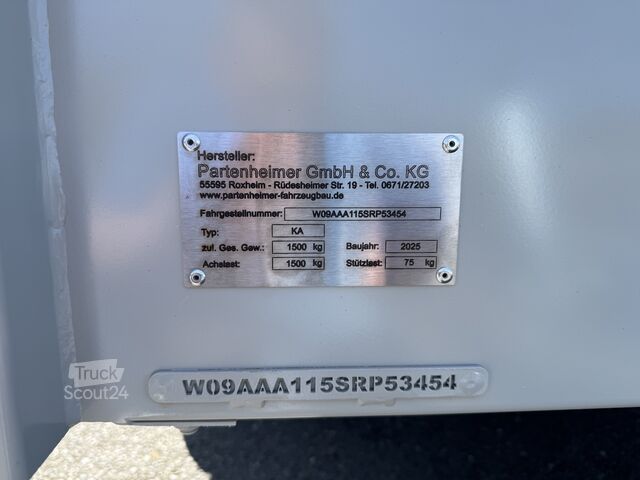 Hersteller:
Partenheimer GmbH & Co. KG
55595 Roxheim - Rüdesheimer Str. 19 - Tel. 0671/27203
www.partenheimer-fahrzeugbau.de
Fahrgestellnummer: W09AAA115SRP53454
Typ: KA
zul. Ges. Gew.: 1500 kg Baujahr: 2025
Achslast: 1500 kg Stützlast: 75 kg
W09AAA115SRP53454
Truck
Scout24